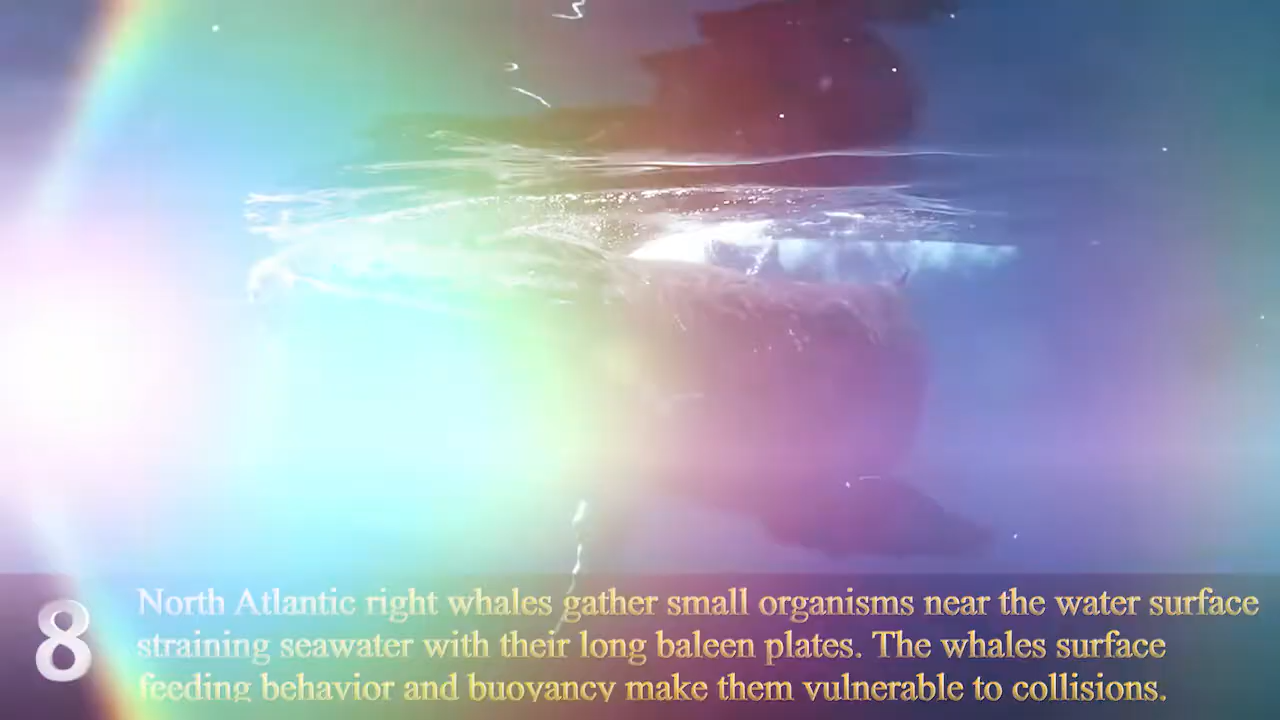 8
North Atlantic right whales gather small organisms near the water surface
straining seawater with their long baleen plates. The whales surface
feeding behavior and buoyancy make them vulnerable to collisions.